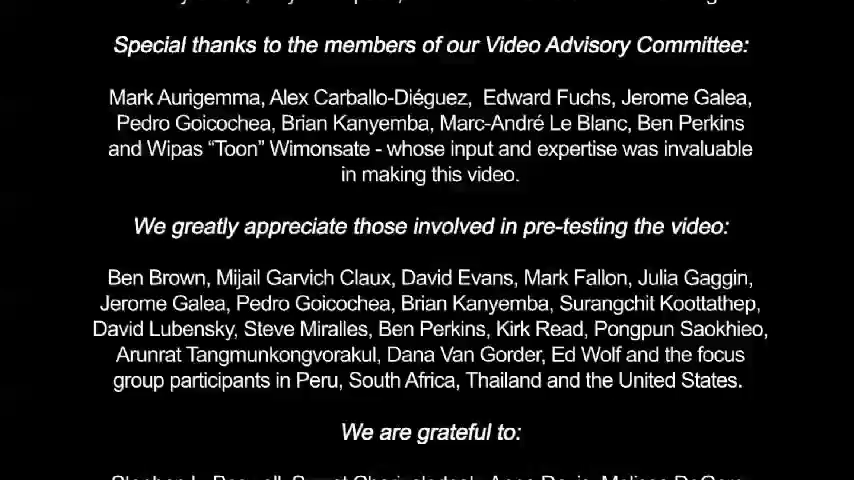 Special thanks to the members of our Video Advisory Committee:
Mark Aurigemma, Alex Carballo-Diéguez, Edward Fuchs, Jerome Galea,
Pedro Goicochea, Brian Kanyemba, Marc-André Le Blanc, Ben Perkins
and Wipas “Toon” Wimonsate - whose input and expertise was invaluable
in making this video.
We greatly appreciate those involved in pre-testing the video:
Ben Brown, Mijail Garvich Claux, David Evans, Mark Fallon, Julia Gaggin,
Jerome Galea, Pedro Goicochea, Brian Kanyemba, Surangchit Koottathep,
David Lubensky, Steve Miralles, Ben Perkins, Kirk Read, Pongpun Saokhieo,
Arunrat Tangmunkongvorakul, Dana Van Gorder, Ed Wolf and the focus
group participants in Peru, South Africa, Thailand and the United States.
We are grateful to: